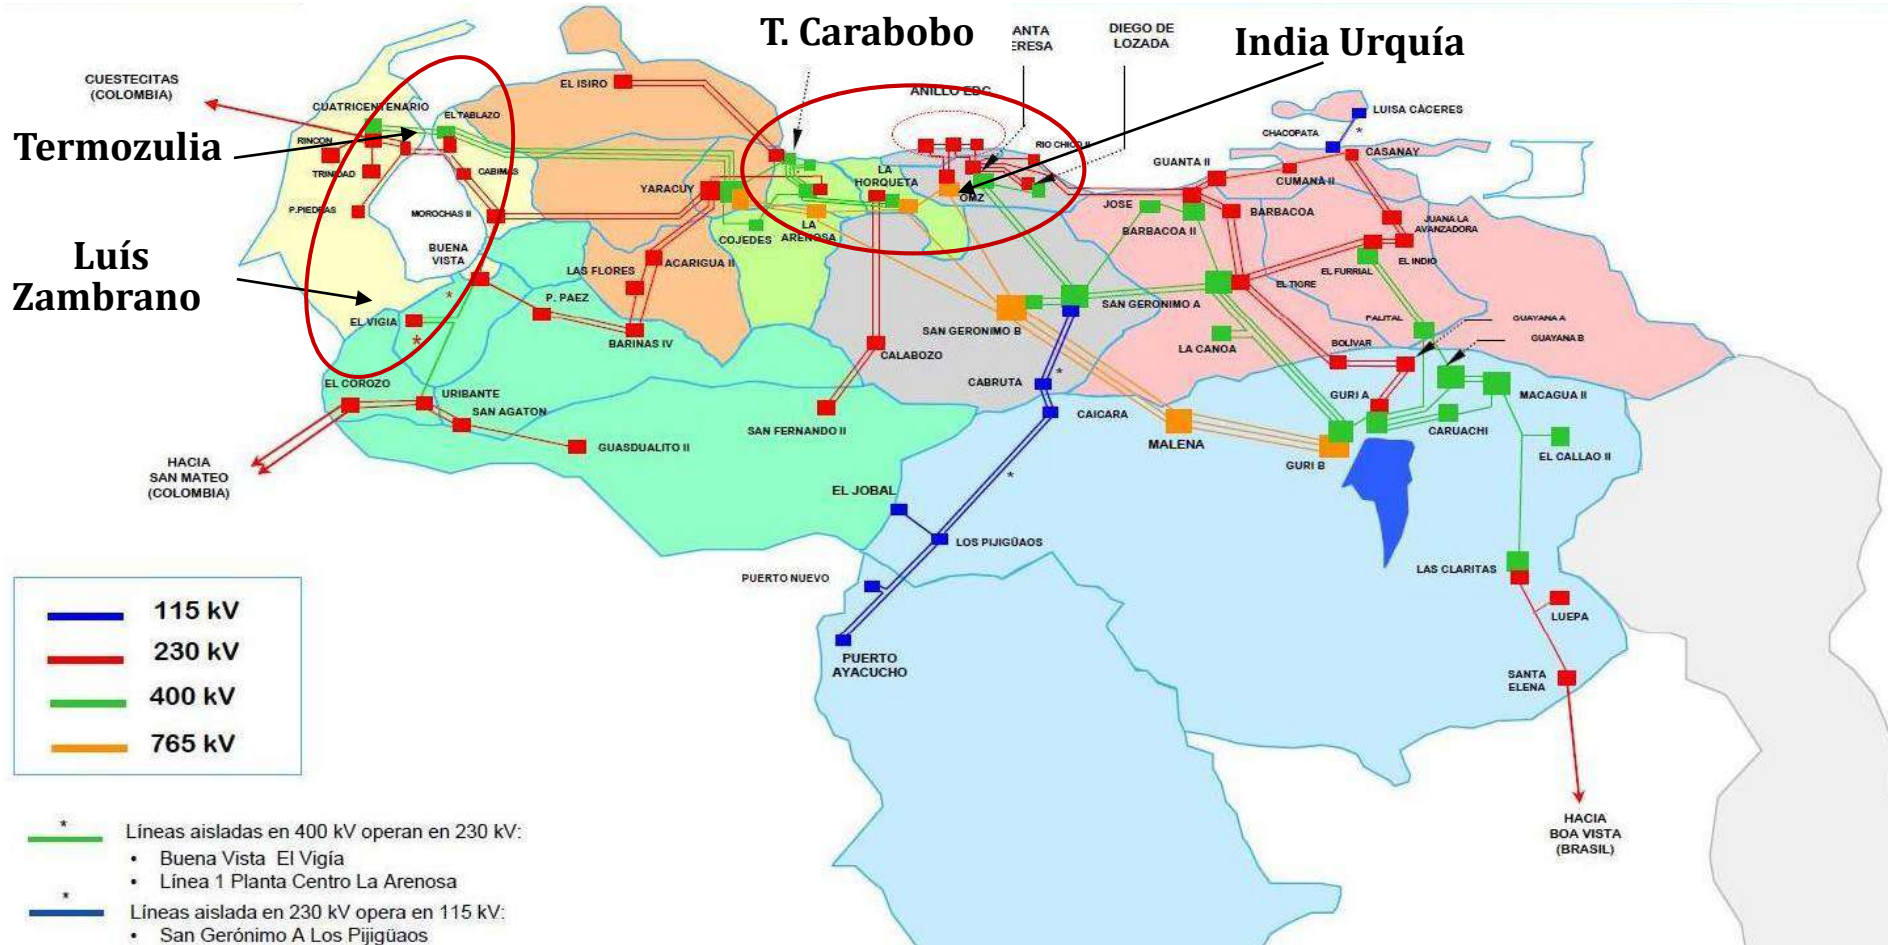 T. Carabobo
ANTA
ERESA
DIEGO DE
LOZADA
India Urquía
CUESTECITAS
(COLOMBIA)
EL ISIRO
ANILLO EDC
LUISA CÀCERES
CUATRICENTENARIO
EL TABLAZO
CHACOPATA
*
Termozulia
RINCON
RIO CHICO II
CASANAY
GUANTA II
TRINIDAD
CABIMAS
YARACUY
LA
HORQUETA
CUMANÀ II
P.PIEDRAS
MOROCHAS II
OMZ
JOSE
BARBACOA
JUANA LA
AVANZADORA
COJEDES
LA
ARENOSA
BARBACOA II
BUENA
VISTA
Luís
Zambrano
LAS FLORES
ACARIGUA II
EL FURRIAL
EL INDIO
EL TIGRE
*
P. PAEZ
SAN GERONIMO A
EL VIGIA
*
SAN GERONIMO B
PALITAL
GUAYANA A
BARINAS IV
LA CANOA
BOLÍVAR
GUAYANA B
CALABOZO
EL COROZO
CABRUTA
*
URIBANTE
GURI A
MACAGUA II
SAN AGATON
CAICARA
SAN FERNANDO II
MALENA
CARUACHI
GUASDUALITO II
EL CALLAO II
HACIA
SAN MATEO
(COLOMBIA)
GURI B
*
EL JOBAL
LOS PIJIGÜAOS
PUERTO NUEVO
LAS CLARITAS
LUEPA
PUERTO
AYACUCHO
SANTA
ELENA
115 kV
230 kV
400 kV
765 kV
HACIA
BOA VISTA
(BRASIL)
* Líneas aisladas en 400 kV operan en 230 kV:
• Buena Vista El Vigía
• Línea 1 Planta Centro La Arenosa
* Líneas aislada en 230 kV opera en 115 kV:
• San Gerónimo A Los Pijigüaos